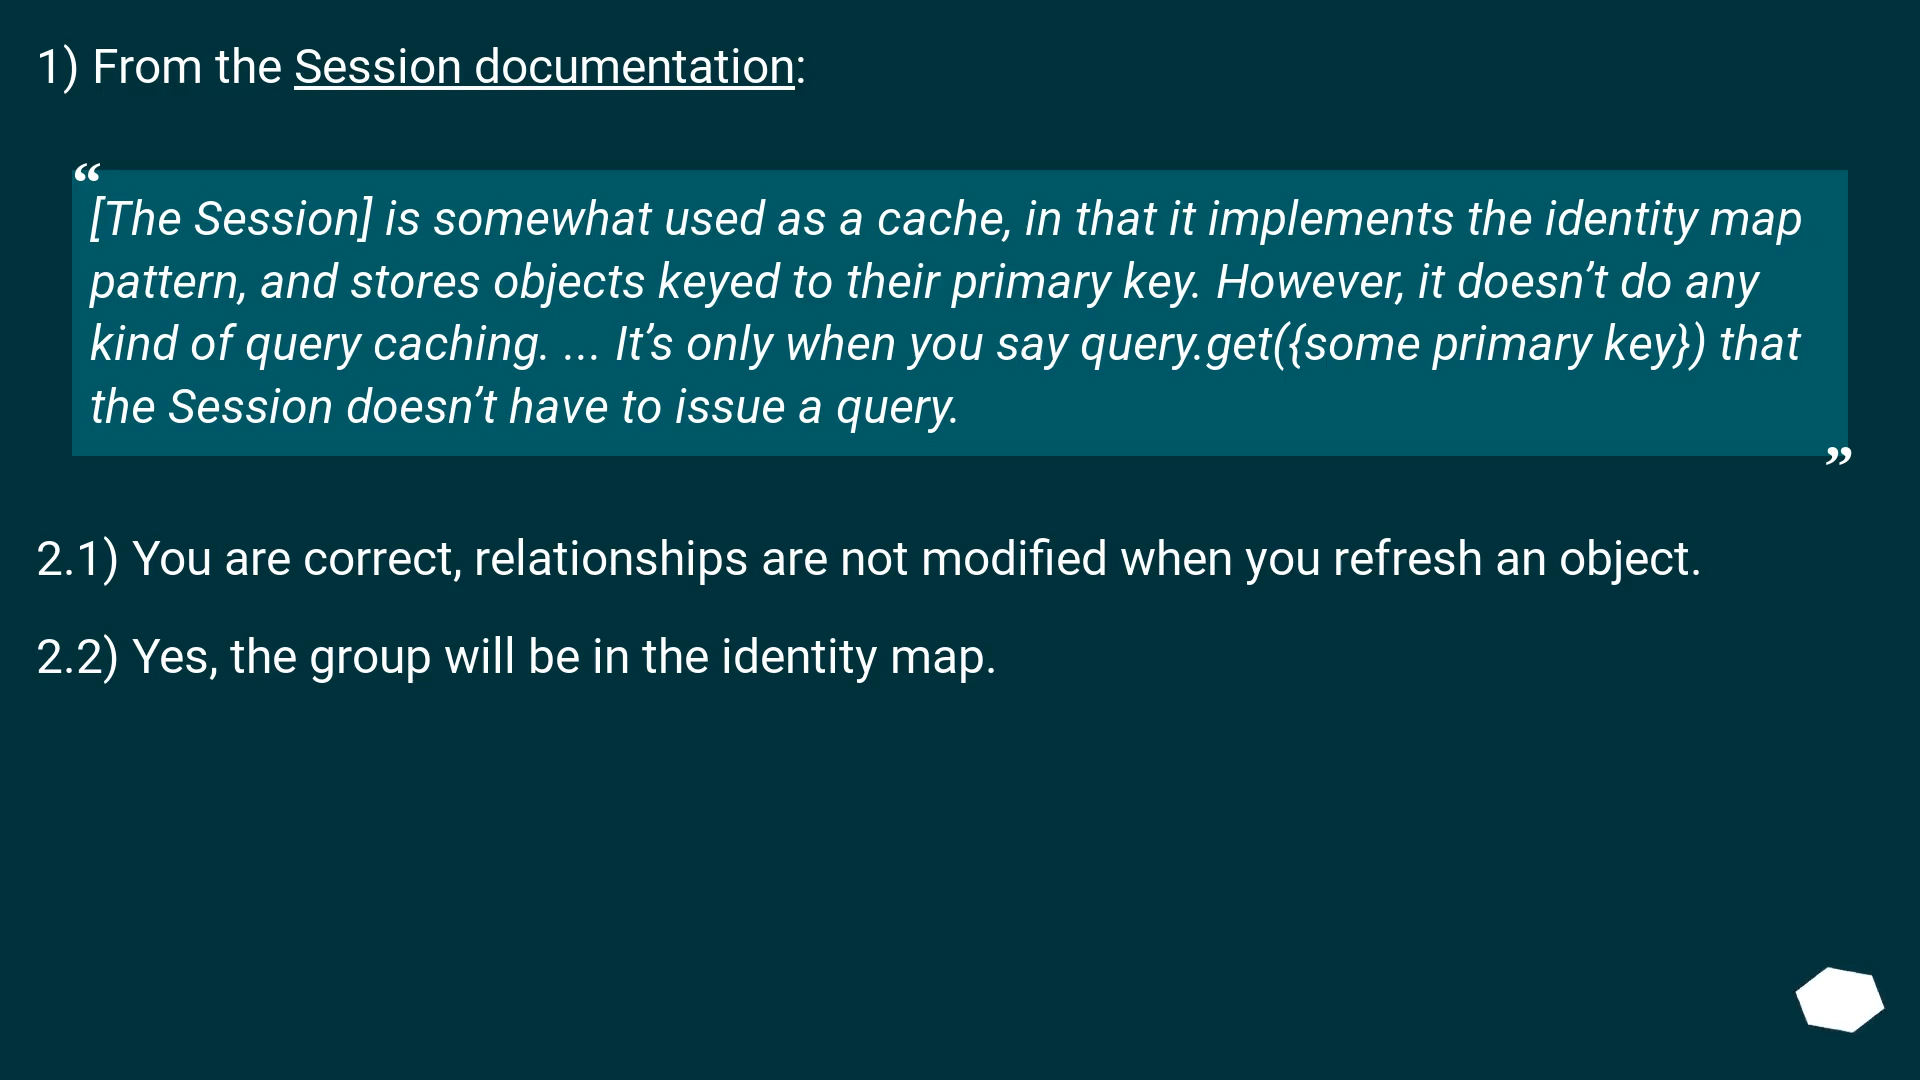 1) From the Session documentation:
“
[The Session] is somewhat used as a cache, in that it implements the identity map
pattern, and stores objects keyed to their primary key. However, it doesn’t do any
kind of query caching. ... It’s only when you say query.get({some primary key}) that
the Session doesn’t have to issue a query.
”
2.1) You are correct, relationships are not modified when you refresh an object.
2.2) Yes, the group will be in the identity map.